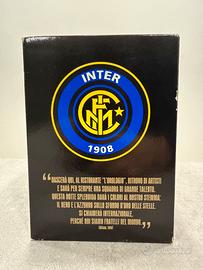 INTER
1908
"NASCERÀ QUI, AL RISTORANTE "L'OROLOGIO", RITROVO DI ARTISTI
E SARÀ PER SEMPRE UNA SQUADRA DI GRANDE TALENTO.
QUESTA NOTTE SPLENDIDA DARÀ I COLORI AL NOSTRO STEMMA:
IL NERO E L'AZZURRO SULLO SFONDO D'ORO DELLE STELLE.
SI CHIAMERÀ INTERNAZIONALE,
PERCHÉ NOI SIAMO FRATELLI DEL MONDO."